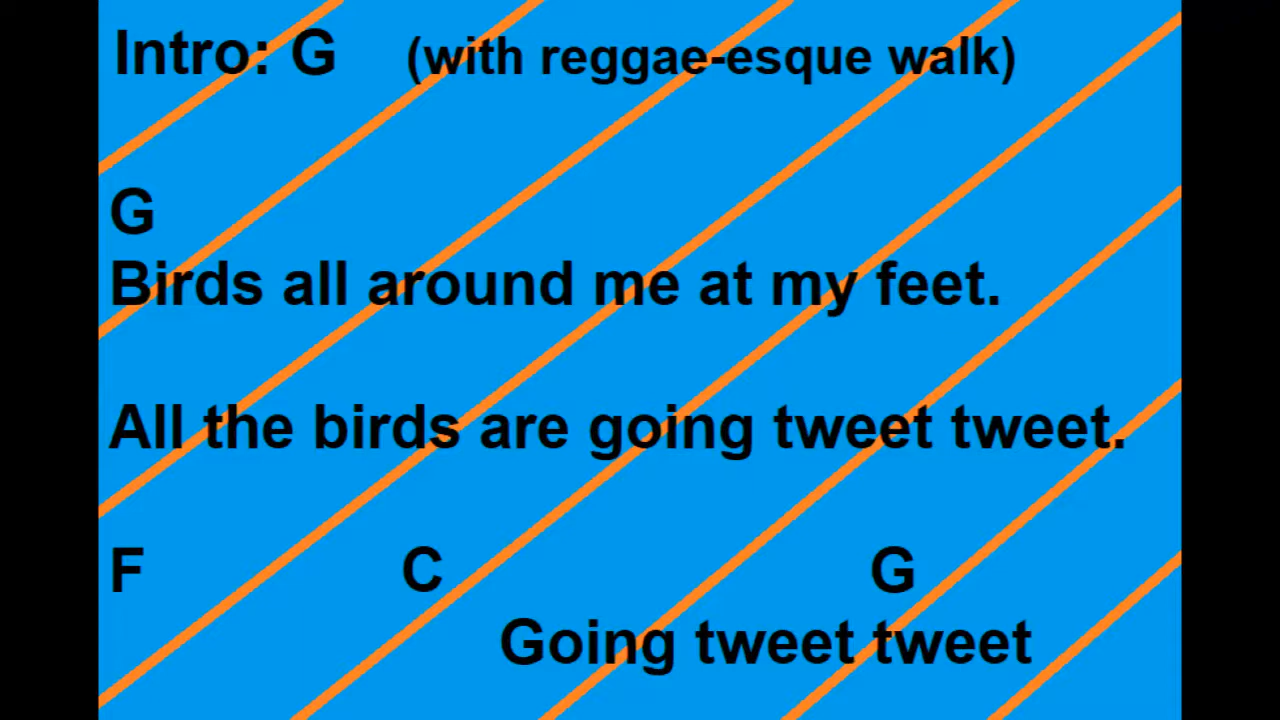 Intro: G (with reggae-esque walk)
G
Birds all around me at my feet.
All the birds are going tweet tweet.
F C G
Going tweet tweet